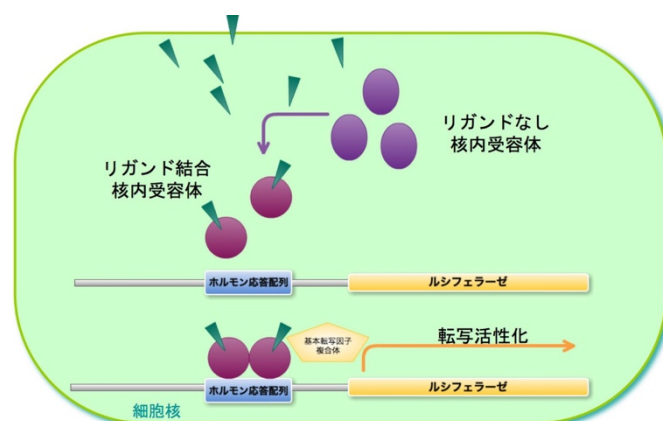 リガンドなし
核内受容体
リガンド結合
核内受容体
ホルモン応答配列
ルシフェラーゼ
基本転写因子
複合体
転写活性化
ホルモン応答配列
ルシフェラーゼ
細胞核